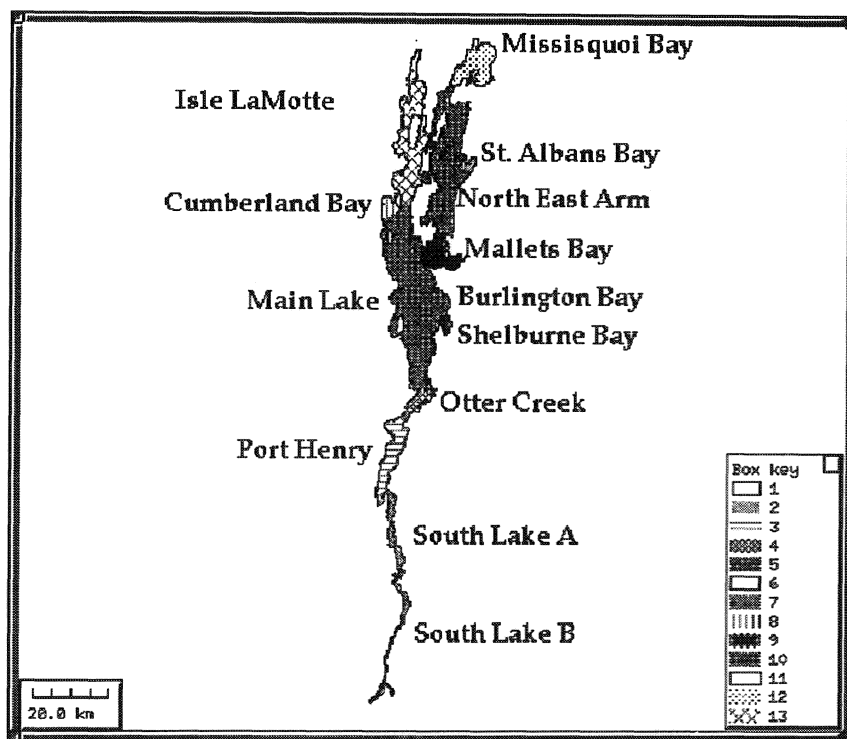 Missisquoi Bay
Isle LaMotte
St. Albans Bay
Cumberland Bay
North East Arm
Mallets Bay
Main Lake
Burlington Bay
Shelburne Bay
Otter Creek
Port Henry
South Lake A
South Lake B
Box key
1
2
3
4
5
6
7
8
9
10
11
12
13
20.0 km